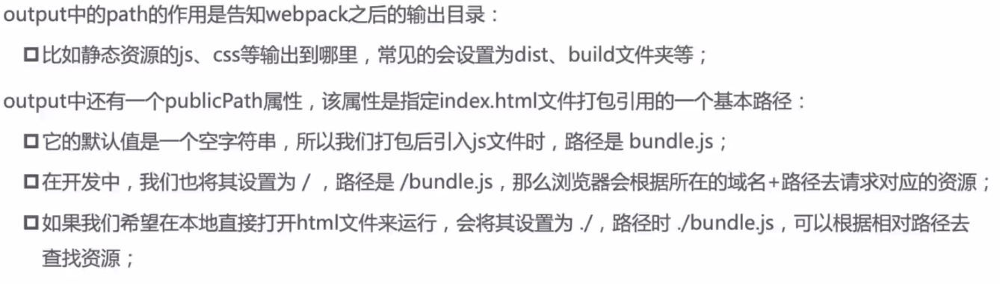 output中的path的作用是告知webpack之后的输出目录：
比如静态资源的js、css等输出到哪里，常见的会设置为dist、build文件夹等；
output中还有一个publicPath属性，该属性是指定index.html文件打包引用的一个基本路径：
它的默认值是一个空字符串，所以我们打包后引入js文件时，路径是 bundle.js；
在开发中，我们也将其设置为 / ，路径是 /bundle.js，那么浏览器会根据所在的域名+路径去请求对应的资源；
如果我们希望在本地直接打开html文件来运行，会将其设置为 ./，路径时 ./bundle.js，可以根据相对路径去
查找资源；